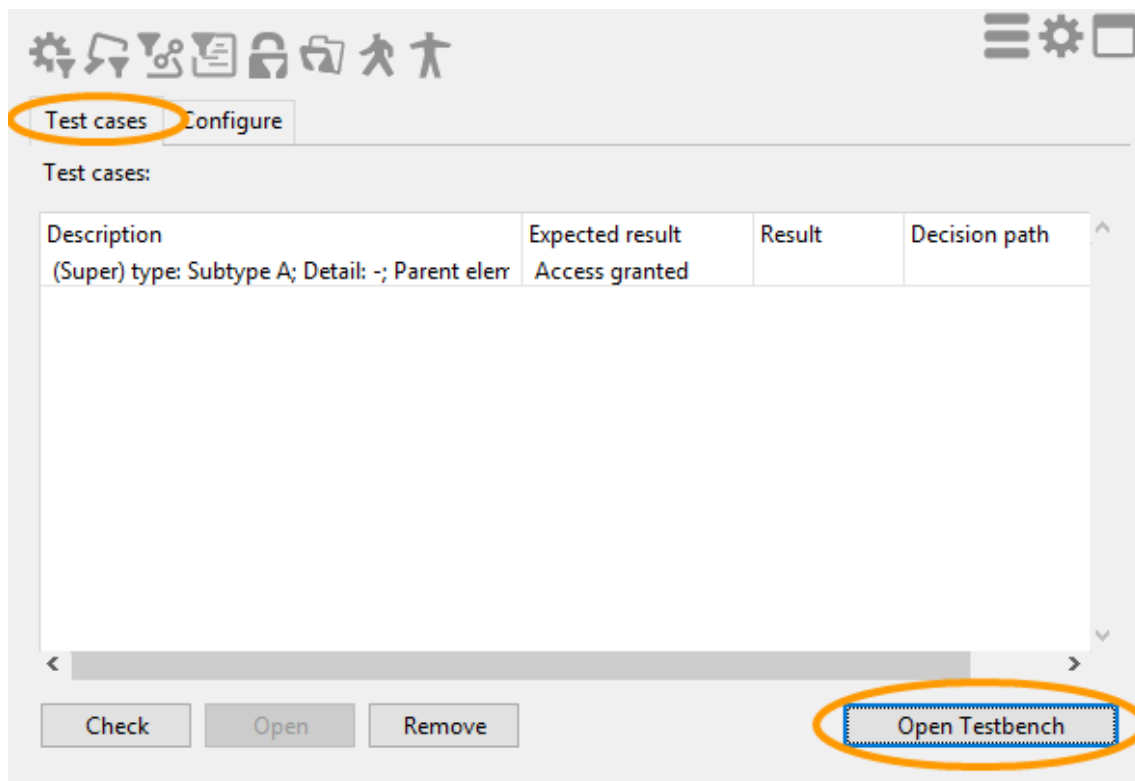 Test cases Configure
Test cases:
Description Expected result Result Decision path
(Super) type: Subtype A; Detail: -; Parent elem Access granted
Check Open Remove Open Testbench